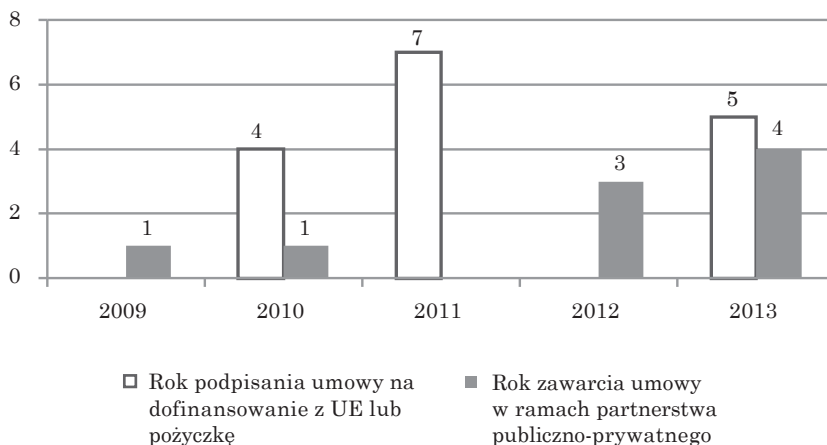 8
7
6
5
4
4
4
3
2
1
1
0
2009 2010 2011 2012 2013
Rok podpisania umowy na
dofinansowanie z UE lub
pożyczkę
Rok zawarcia umowy
w ramach partnerstwa
publiczno-prywatnego